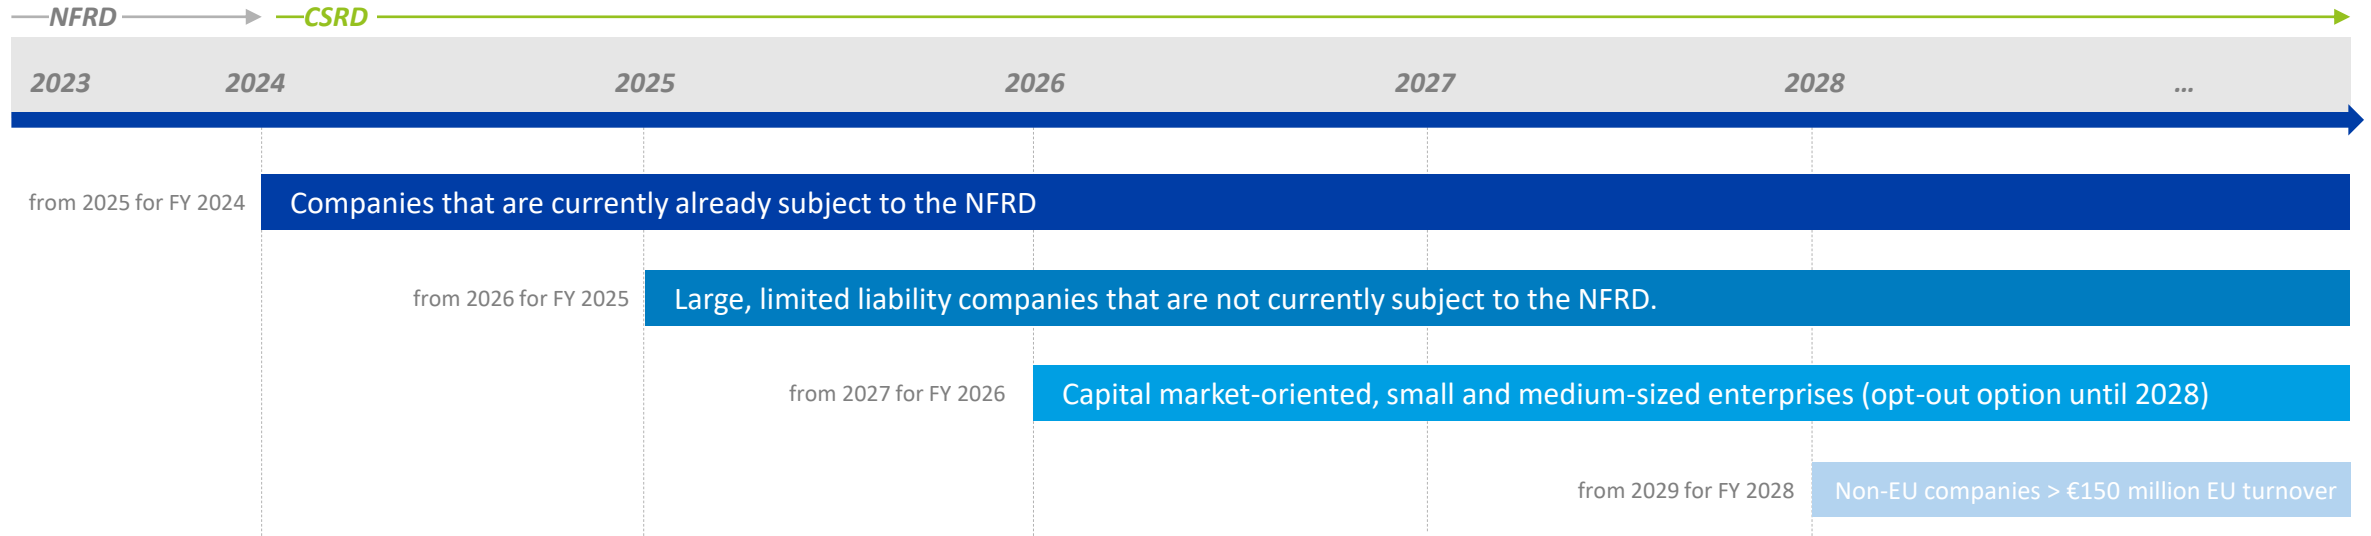 NFRD CSRD
2023 2024 2025 2026 2027 2028 ...
from 2025 for FY 2024 Companies that are currently already subject to the NFRD
from 2026 for FY 2025 Large, limited liability companies that are not currently subject to the NFRD.
from 2027 for FY 2026 Capital market-oriented, small and medium-sized enterprises (opt-out option until 2028)
from 2029 for FY 2028 Non-EU companies > €150 million EU turnover